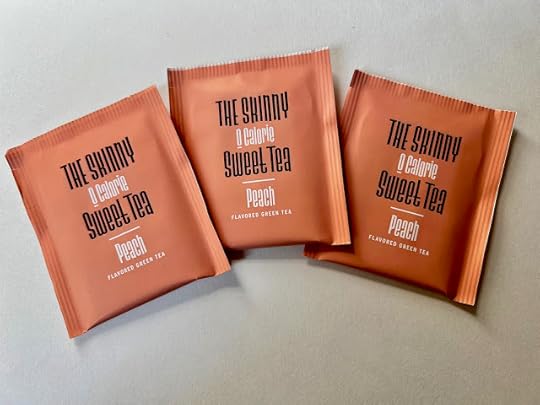 THE SKINNY
0 Calorie
Sweet Tea
Peach
FLAVORED GREEN TEA
THE SKINNY
0 Calorie
Sweet Tea
Peach
FLAVORED GREEN TEA
THE SKINNY
0 Calorie
Sweet Tea
Peach
FLAVORED GREEN TEA